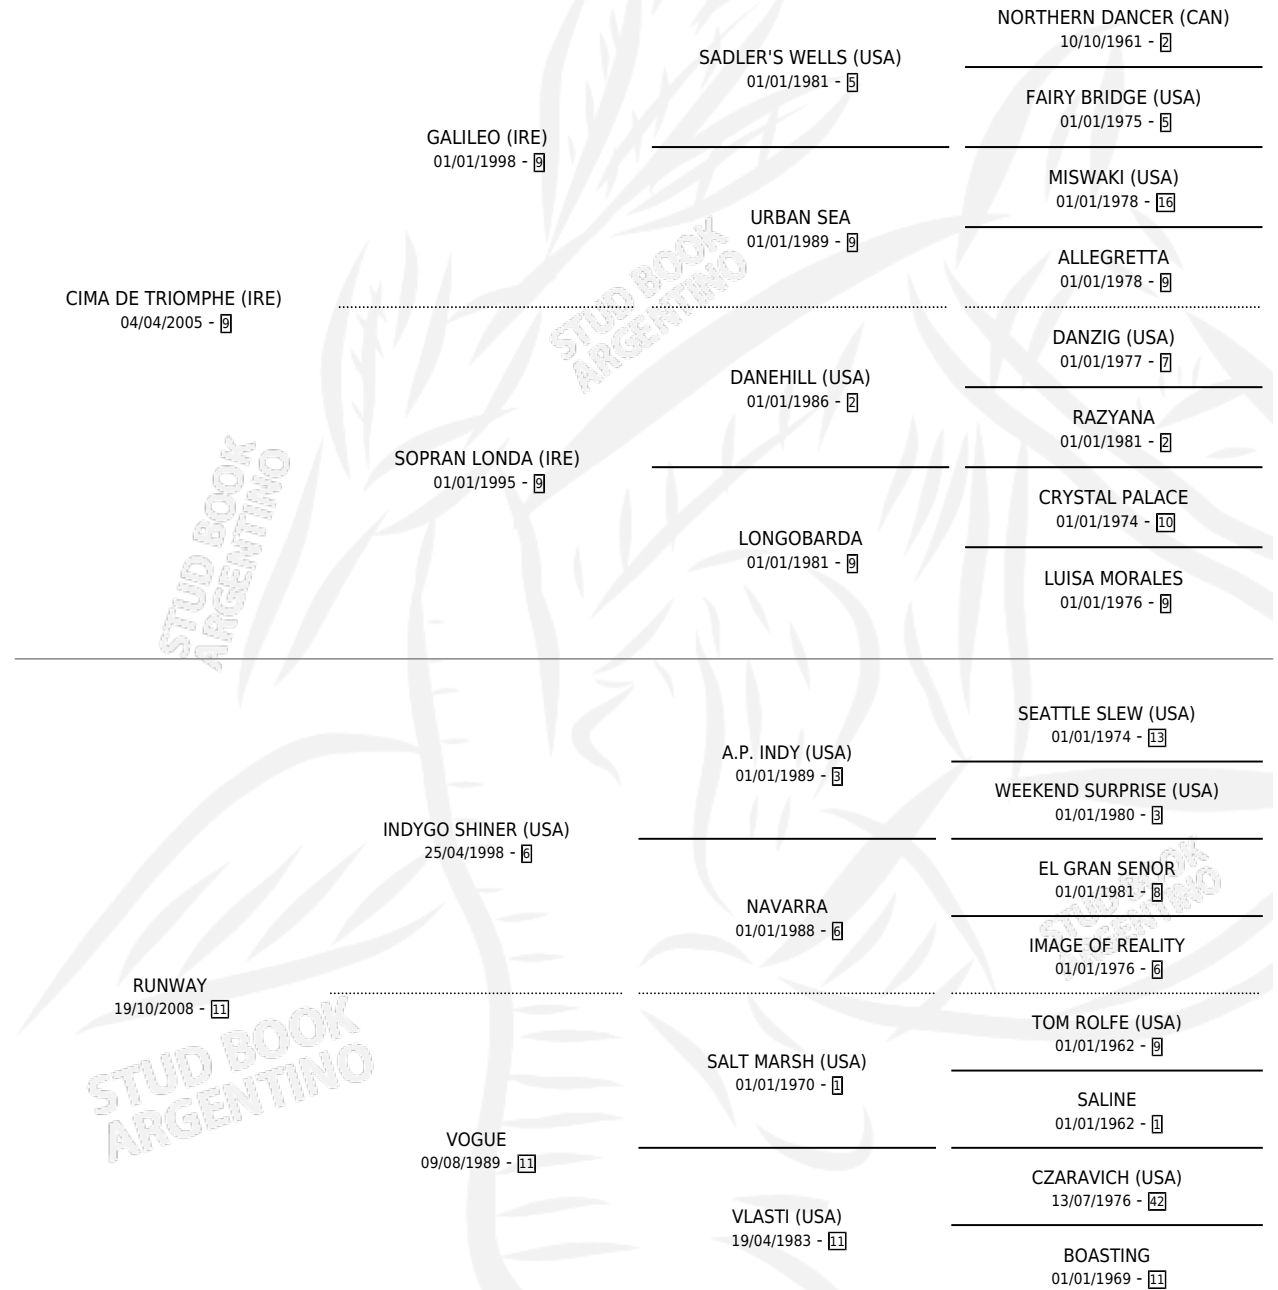 NORTHERN DANCER (CAN)
10/10/1961 - 2
SADLER'S WELLS (USA)
01/01/1981 - 5
FAIRY BRIDGE (USA)
01/01/1975 - 5
GALILEO (IRE)
01/01/1998 - 9
MISWAKI (USA)
01/01/1978 - 16
URBAN SEA
01/01/1989 - 9
ALLEGRETTA
01/01/1978 - 9
CIMA DE TRIOMPHE (IRE)
04/04/2005 - 9
STUD BOOK
ARGENTINO
DANZIG (USA)
01/01/1977 - 7
DANEHILL (USA)
01/01/1986 - 2
RAZYANA
01/01/1981 - 2
SOPRAN LONDA (IRE)
01/01/1995 - 9
STUD BOOK
ARGENTINO
CRYSTAL PALACE
01/01/1974 - 10
LONGOBARDA
01/01/1981 - 9
LUISA MORALES
01/01/1976 - 9
SEATTLE SLEW (USA)
01/01/1974 - 13
A.P. INDY (USA)
01/01/1989 - 3
WEEKEND SURPRISE (USA)
01/01/1980 - 3
INDYGO SHINER (USA)
25/04/1998 - 6
EL GRAN SENOR
01/01/1981 - 8
STUD BOOK
ARGENTINO
NAVARRA
01/01/1988 - 6
IMAGE OF REALITY
01/01/1976 - 6
RUNWAY
19/10/2008 - 11
STUD BOOK
ARGENTINO
TOM ROLFE (USA)
01/01/1962 - 9
SALT MARSH (USA)
01/01/1970 - 1
SALINE
01/01/1962 - 1
VOGUE
09/08/1989 - 11
CZARAVICH (USA)
13/07/1976 - 42
VLASTI (USA)
19/04/1983 - 11
BOASTING
01/01/1969 - 11